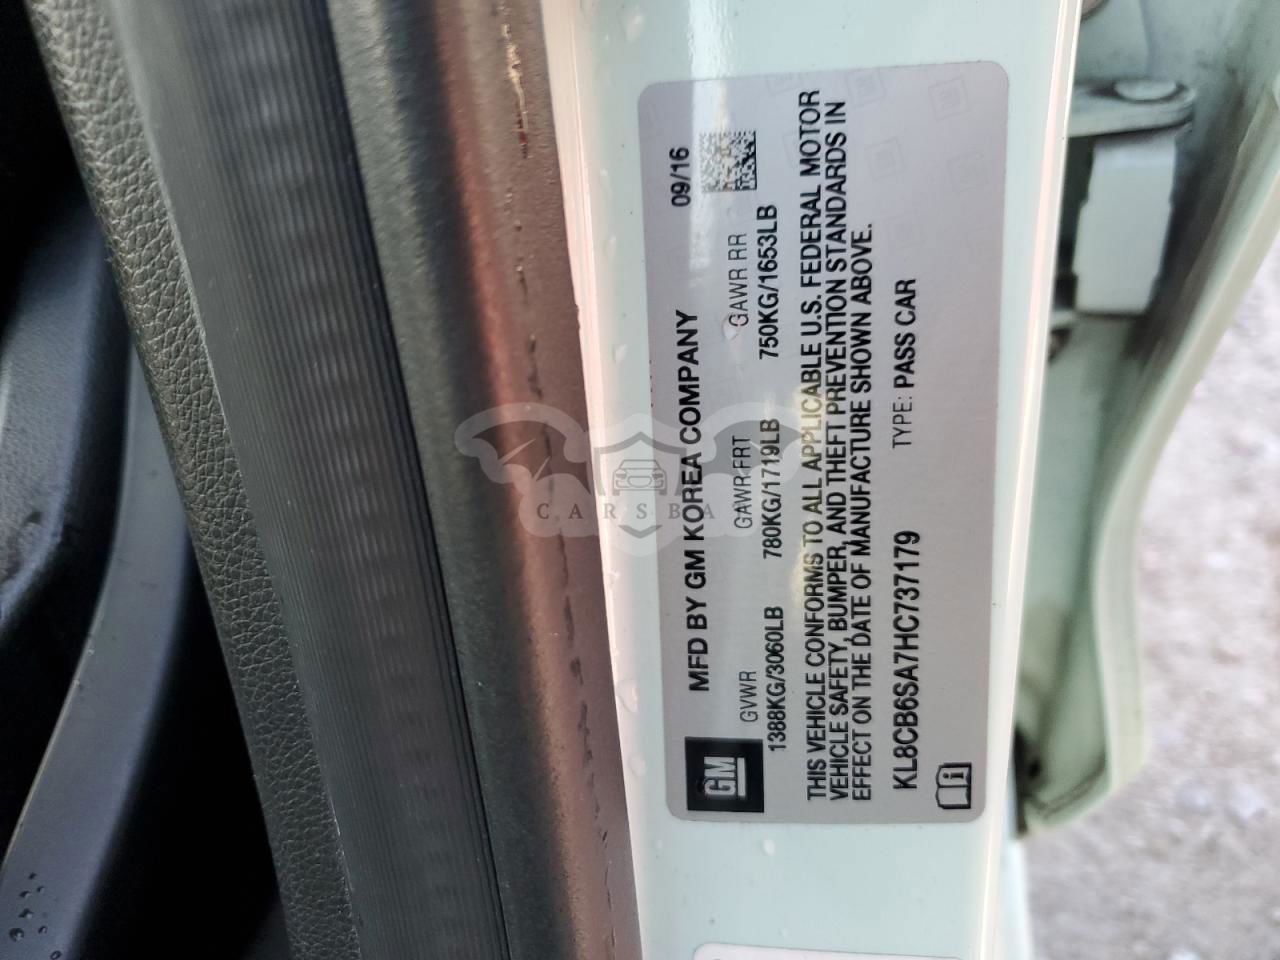 MFD BY GM KOREA COMPANY 09/16
GM
GVWR GAWR FRT GAWR RR
1388KG/3060LB 780KG/1719LB 750KG/1653LB
THIS VEHICLE CONFORMS TO ALL APPLICABLE U.S. FEDERAL MOTOR
VEHICLE SAFETY, BUMPER, AND THEFT PREVENTION STANDARDS IN
EFFECT ON THE DATE OF MANUFACTURE SHOWN ABOVE.
KL8CB6SA7HC737179 TYPE: PASS CAR
CARSBA